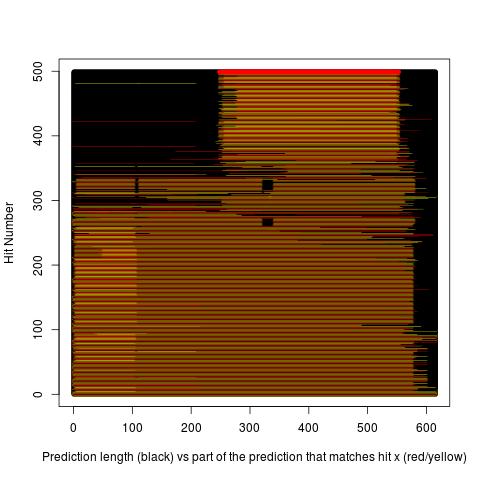 500
400
300
200
100
0
Hit Number
0 100 200 300 400 500 600
Prediction length (black) vs part of the prediction that matches hit x (red/yellow)